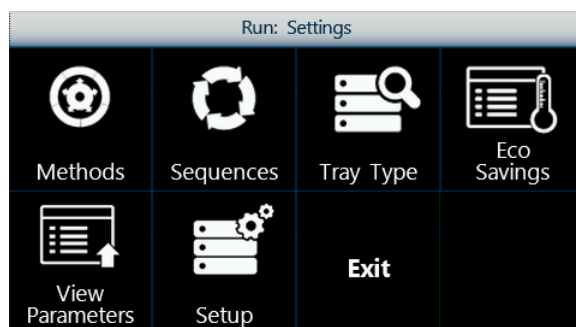 Run: Settings
Methods
Sequences
Tray Type
Eco
Savings
View
Parameters
Setup
Exit